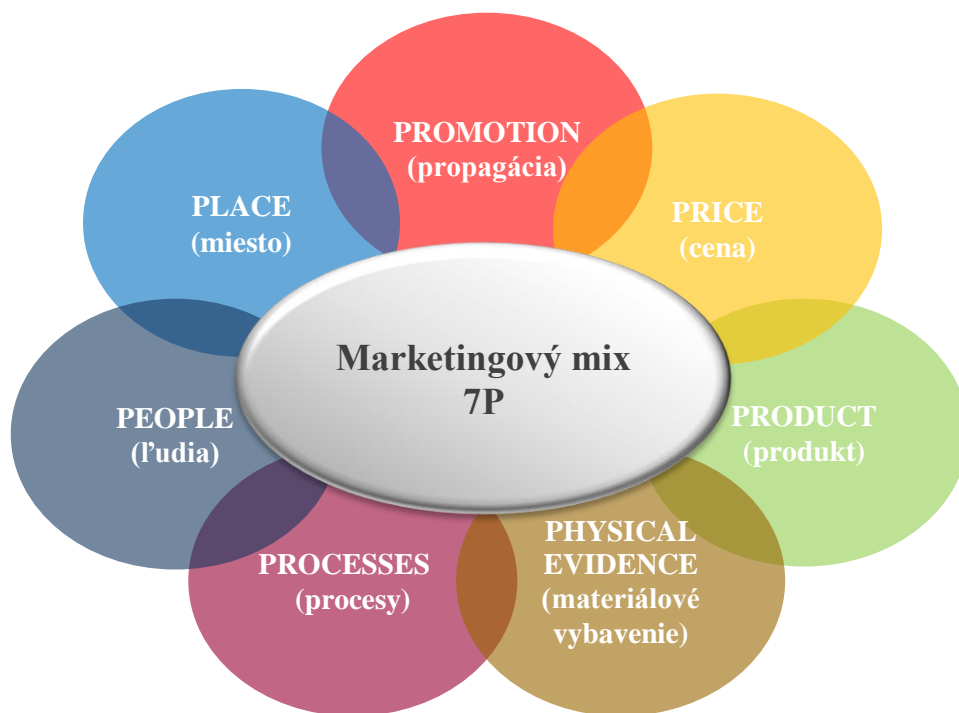 PROMOTION
(propagácia)
PLACE
(miesto)
PRICE
(cena)
Marketingový mix
7P
PEOPLE
(ľudia)
PRODUCT
(produkt)
PROCESSES
(procesy)
PHYSICAL
EVIDENCE
(materiálové
vybavenie)